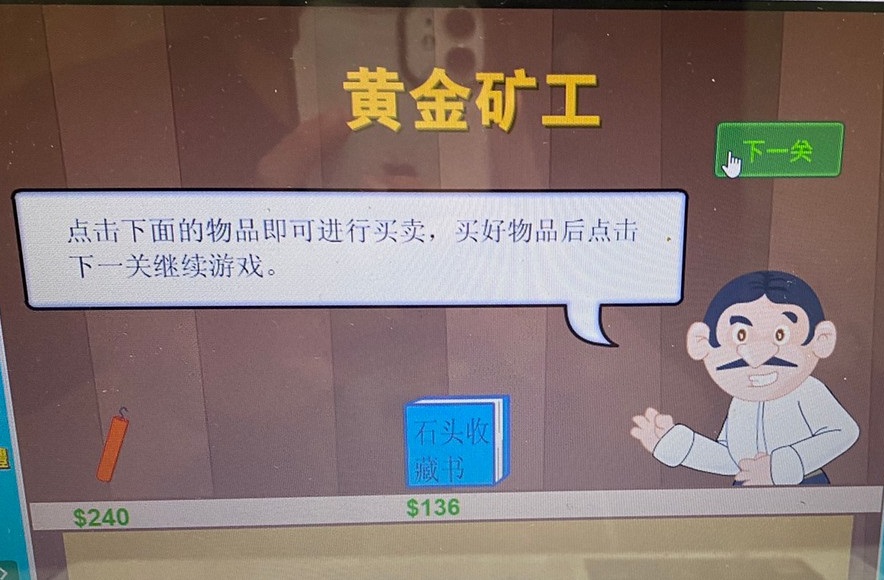 黄金矿工
下一关
点击下面的物品即可进行买卖，买好物品后点击
下一关继续游戏。
石头收
藏书
$240
$136